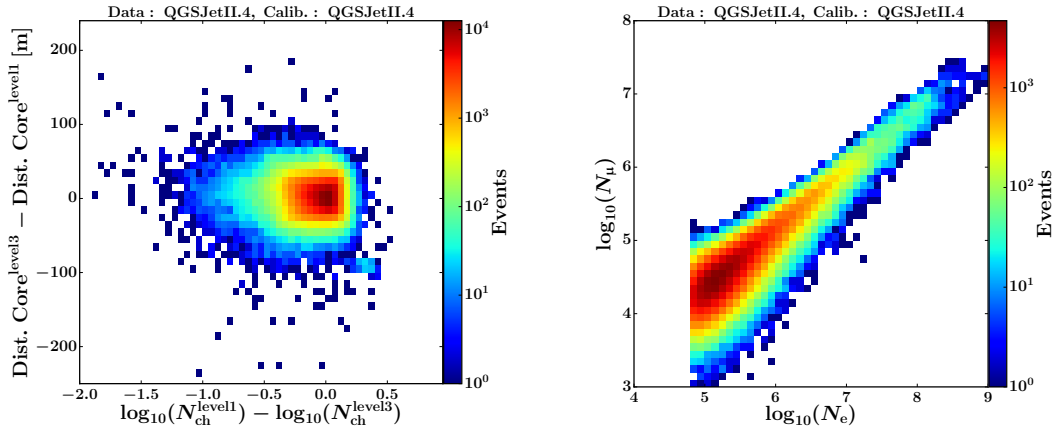 Data : QGSJetII.4, Calib. : QGSJetII.4
200
100
0
−100
−200
Dist. Core^level3 − Dist. Core^level1 [m]
−2.0 −1.5 −1.0 −0.5 0.0 0.5
log10(N_ch^level1) − log10(N_ch^level3)
10^4
10^3
10^2
10^1
10^0
Events
Data : QGSJetII.4, Calib. : QGSJetII.4
8
7
6
5
4
3
log10(Nμ)
4 5 6 7 8 9
log10(Ne)
10^3
10^2
10^1
10^0
Events